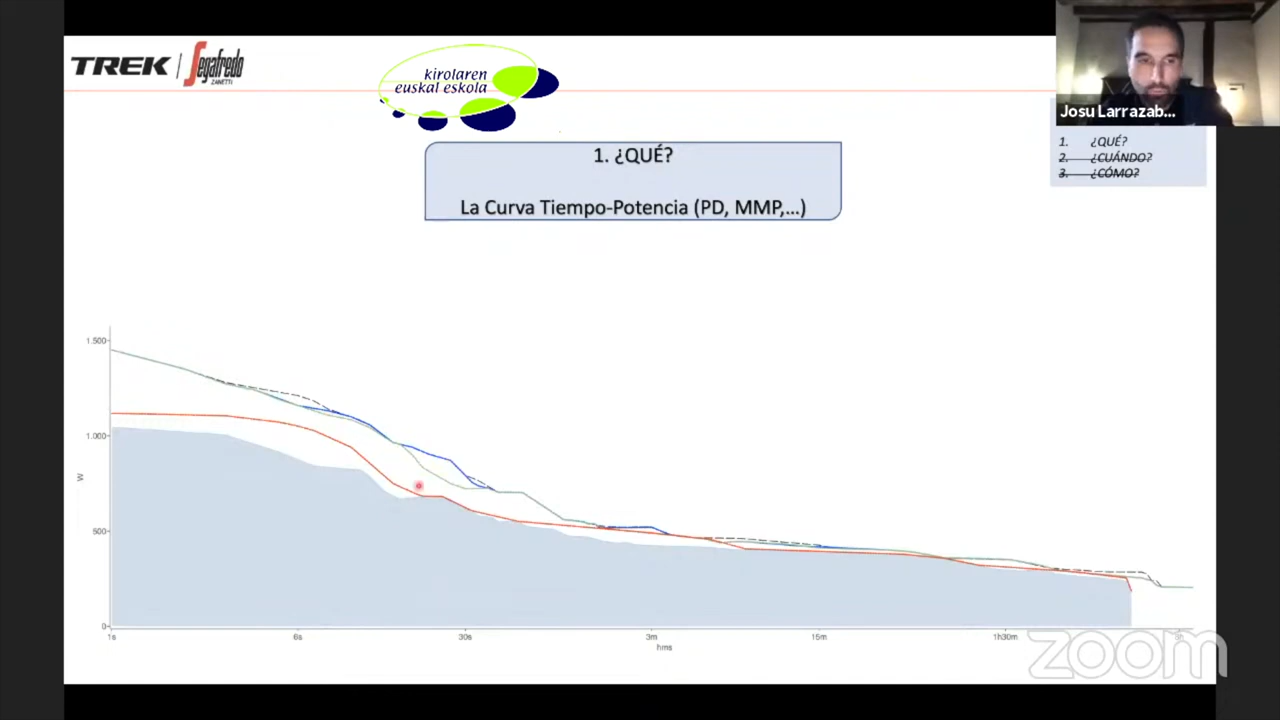 TREK
Segafredo
ZANETTI
kirolaren
euskal eskola
Josu Larrazab...
1. ¿QUÉ?
2. ¿CUÁNDO?
3. ¿CÓMO?
1. ¿QUÉ?
La Curva Tiempo-Potencia (PD, MMP,...)
1.500
1.000
W
500
0
1s
6s
30s
3m
15m
1h30m
hms
zoom